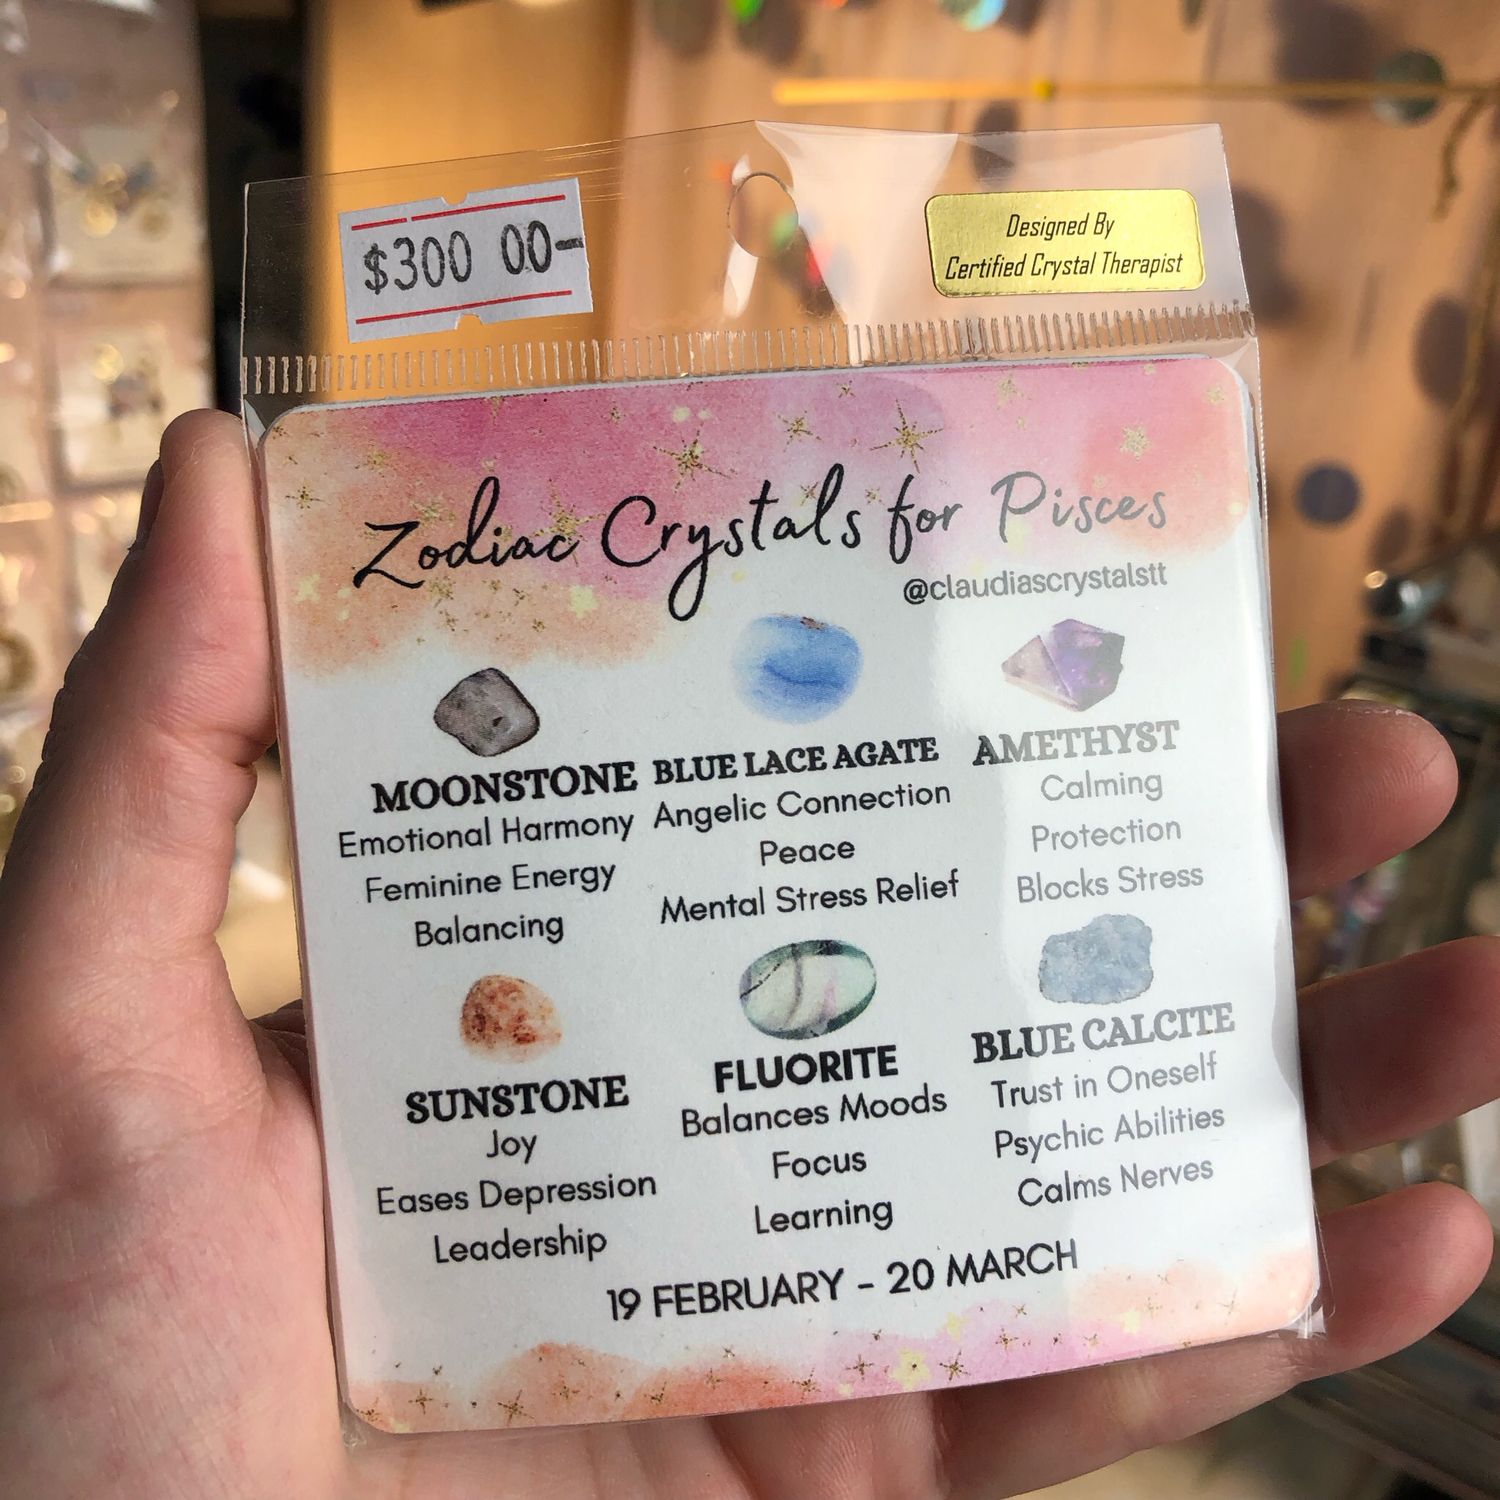 $300 00-
Designed By
Certified Crystal Therapist
Zodiac Crystals for Pisces
@claudiascrystalstt
MOONSTONE
Emotional Harmony
Feminine Energy
Balancing
BLUE LACE AGATE
Angelic Connection
Peace
Mental Stress Relief
AMETHYST
Calming
Protection
Blocks Stress
SUNSTONE
Joy
Eases Depression
Leadership
FLUORITE
Balances Moods
Focus
Learning
BLUE CALCITE
Trust in Oneself
Psychic Abilities
Calms Nerves
19 FEBRUARY - 20 MARCH